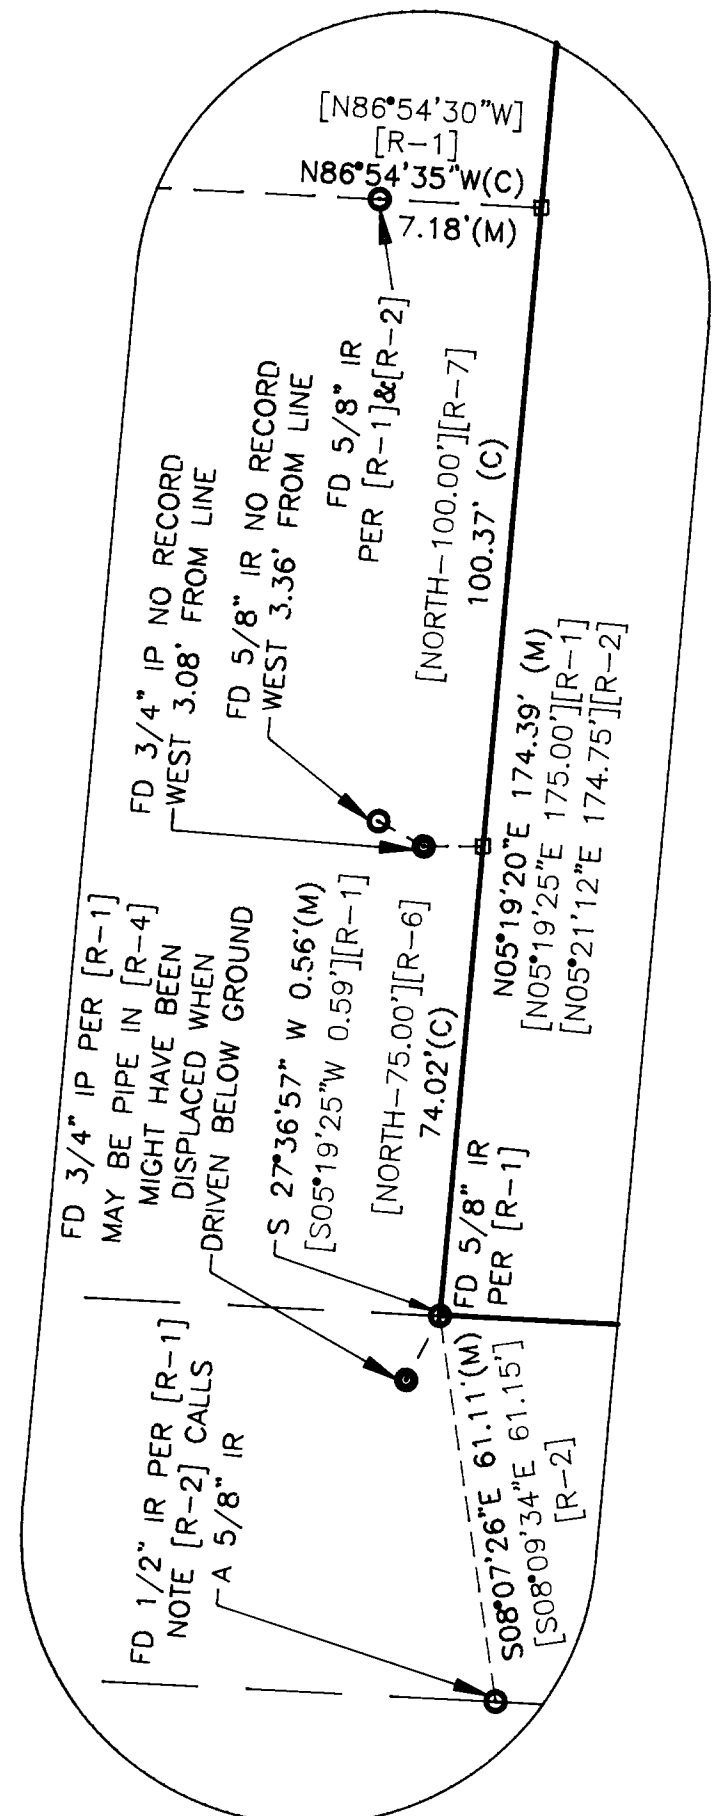 [N86°54'30"W]
[R-1]
N86°54'35"W(C)
7.18'(M)
FD 5/8" IR
PER [R-1]&[R-2]
FD 5/8" IR NO RECORD
WEST 3.36' FROM LINE
FD 3/4" IP NO RECORD
WEST 3.08' FROM LINE
[NORTH-100.00'][R-7]
100.37' (C)
N05°19'20"E 174.39' (M)
[N05°19'25"E 175.00'][R-1]
[N05°21'12"E 174.75'][R-2]
FD 3/4" IP PER [R-1]
MAY BE PIPE IN [R-4]
MIGHT HAVE BEEN
DISPLACED WHEN
DRIVEN BELOW GROUND
S 27°36'57" W 0.56'(M)
[S05°19'25"W 0.59'][R-1]
[NORTH-75.00'][R-6]
74.02'(C)
FD 5/8" IR
PER [R-1]
FD 1/2" IR PER [R-1]
NOTE [R-2] CALLS
A 5/8" IR
S08°07'26"E 61.11'(M)
[S08°09'34"E 61.15']
[R-2]